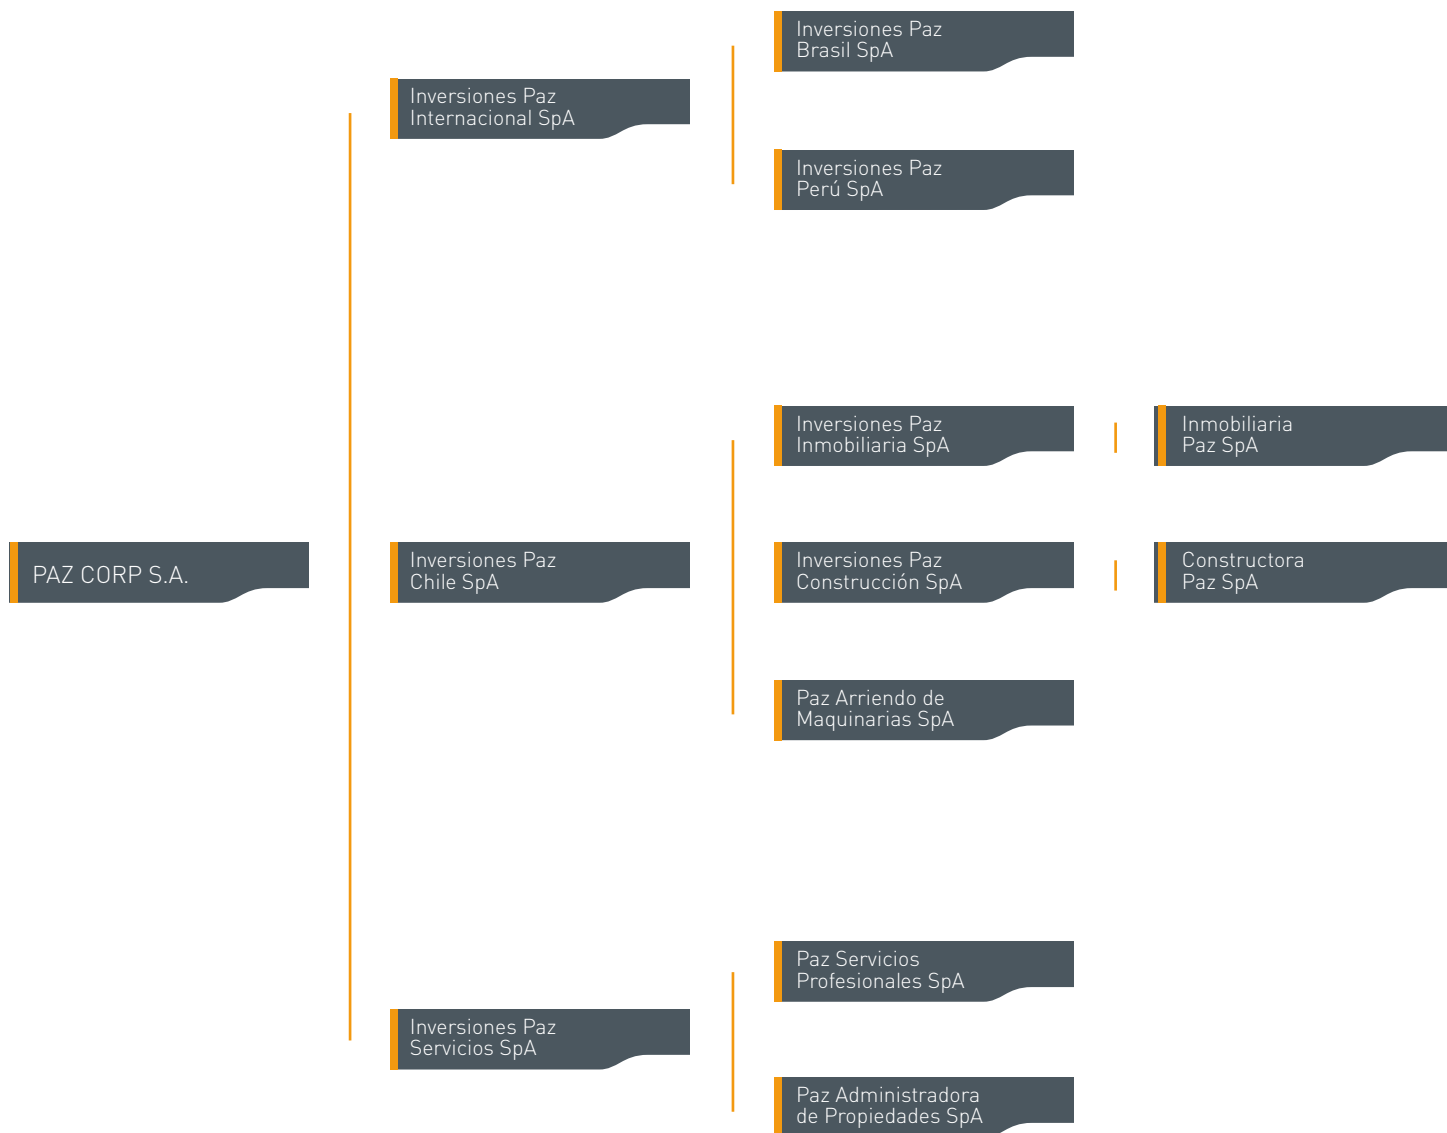 Inversiones Paz
Brasil SpA
Inversiones Paz
Internacional SpA
Inversiones Paz
Perú SpA
Inversiones Paz
Inmobiliaria SpA
Inmobiliaria
Paz SpA
PAZ CORP S.A.
Inversiones Paz
Chile SpA
Inversiones Paz
Construcción SpA
Constructora
Paz SpA
Paz Arriendo de
Maquinarias SpA
Paz Servicios
Profesionales SpA
Inversiones Paz
Servicios SpA
Paz Administradora
de Propiedades SpA